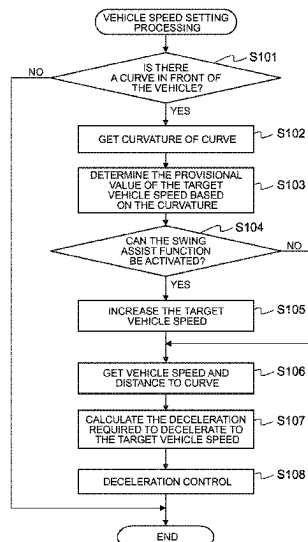 VEHICLE SPEED SETTING
PROCESSING
S101
NO
IS THERE
A CURVE IN FRONT OF
THE VEHICLE?
YES
S102
GET CURVATURE OF CURVE
S103
DETERMINE THE PROVISIONAL
VALUE OF THE TARGET
VEHICLE SPEED BASED
ON THE CURVATURE
S104
CAN THE SWING
ASSIST FUNCTION
BE ACTIVATED?
NO
YES
S105
INCREASE THE TARGET
VEHICLE SPEED
S106
GET VEHICLE SPEED AND
DISTANCE TO CURVE
S107
CALCULATE THE DECELERATION
REQUIRED TO DECELERATE TO
THE TARGET VEHICLE SPEED
S108
DECELERATION CONTROL
END